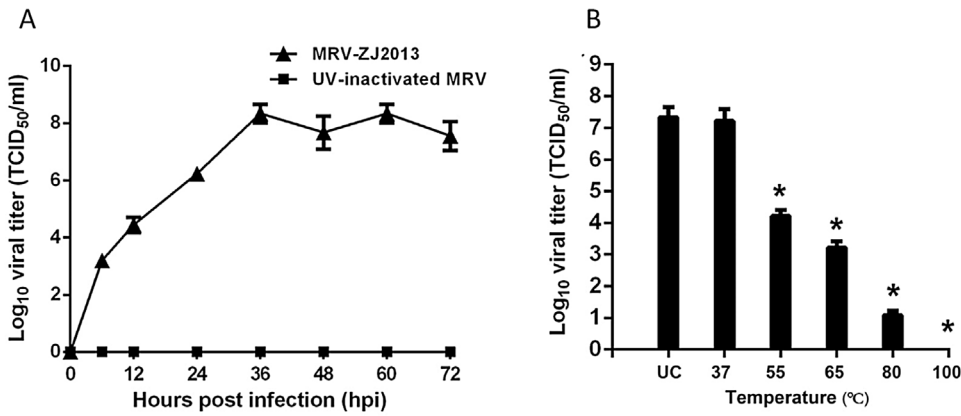 A
MRV-ZJ2013
UV-inactivated MRV
Log10 viral titer (TCID50/ml)
10
8
6
4
2
0
0 6 12 24 36 48 60 72
Hours post infection (hpi)
B
Log10 viral titer (TCID50/ml)
9
8
7
6
5
4
3
2
1
0
* * * *
UC 37 55 65 80 100
Temperature (℃)